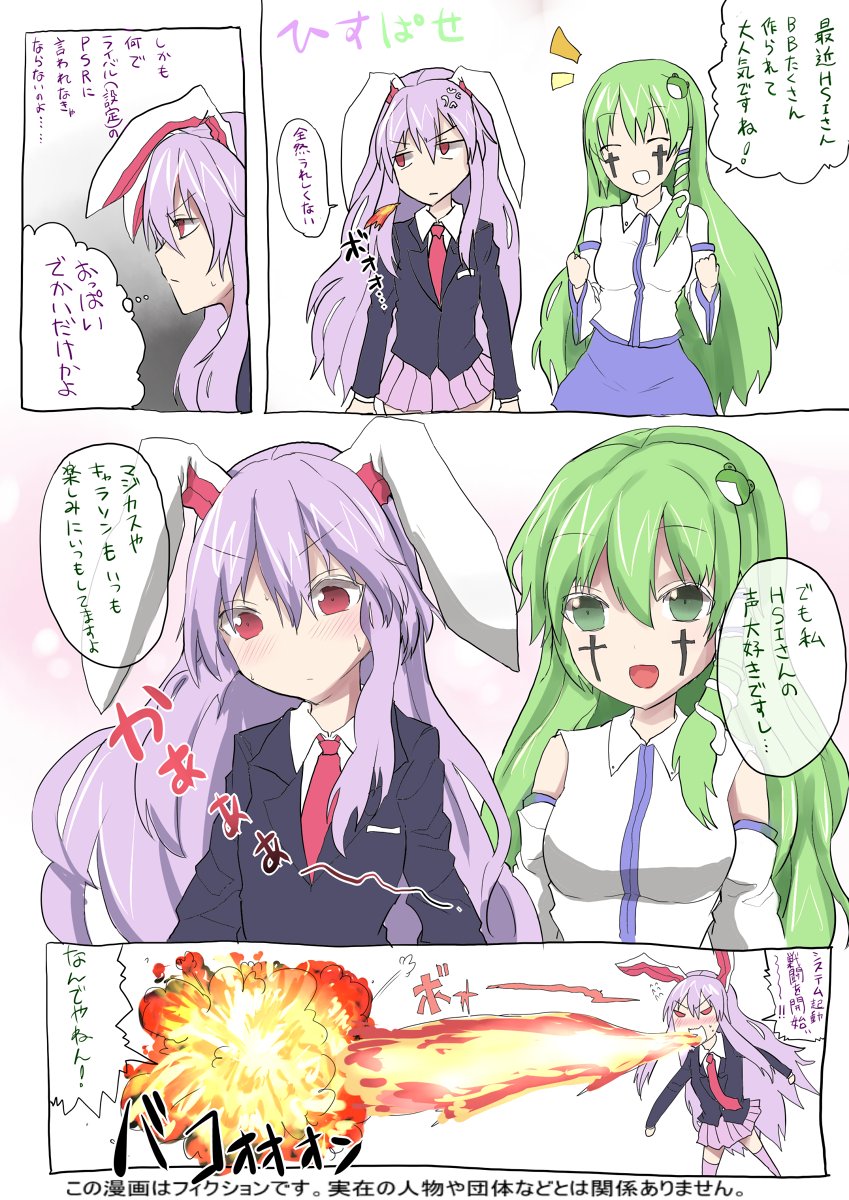 ひすぱせ
最近HSIさん
BBたくさん
作られて
大人気ですね！
全然うれしくない
ボォォ…
しかも
何で
ライバル(設定)の
PSRに
言われなきゃ
ならないのよ……
おっぱい
でかいだけかよ
でも私
HSIさんの
声大好きですし…
マジカスや
キャラソンもいつも
楽しみにいつもしてますよ
かぁぁぁぁ
システム起動
戦闘を開始
〜〜〜!!
ボォー
なんでやねん！
バコォオオン
この漫画はフィクションです。実在の人物や団体などとは関係ありません。